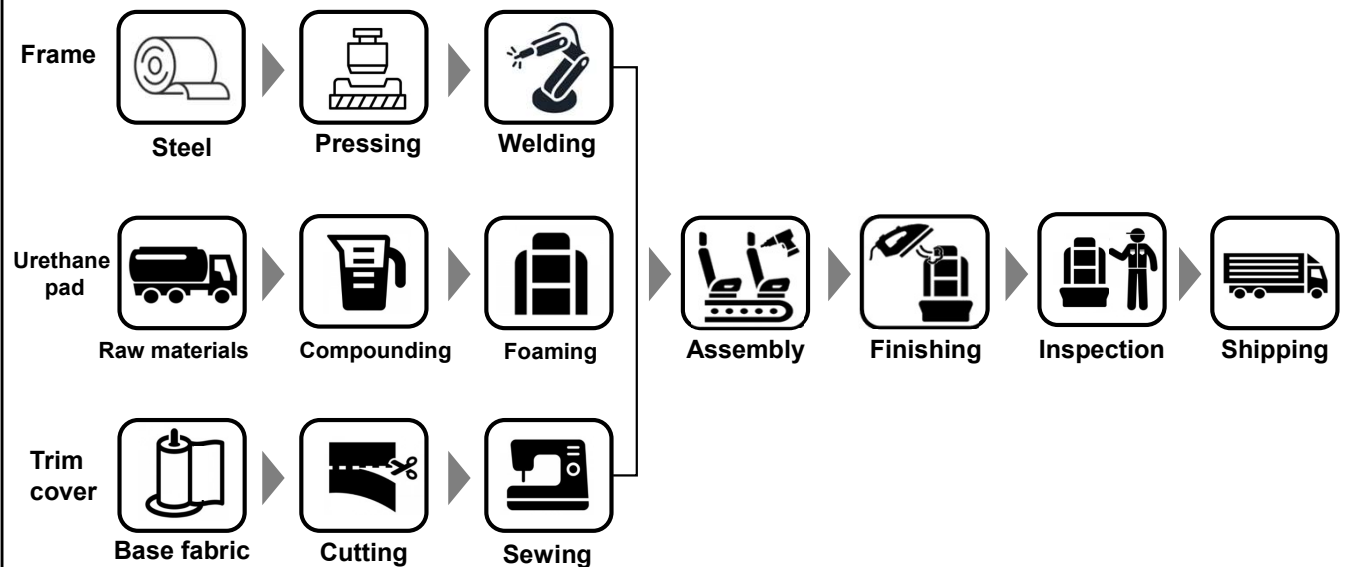 Frame
Steel
Pressing
Welding
Urethane
pad
Raw materials
Compounding
Foaming
Assembly
Finishing
Inspection
Shipping
Trim
cover
Base fabric
Cutting
Sewing